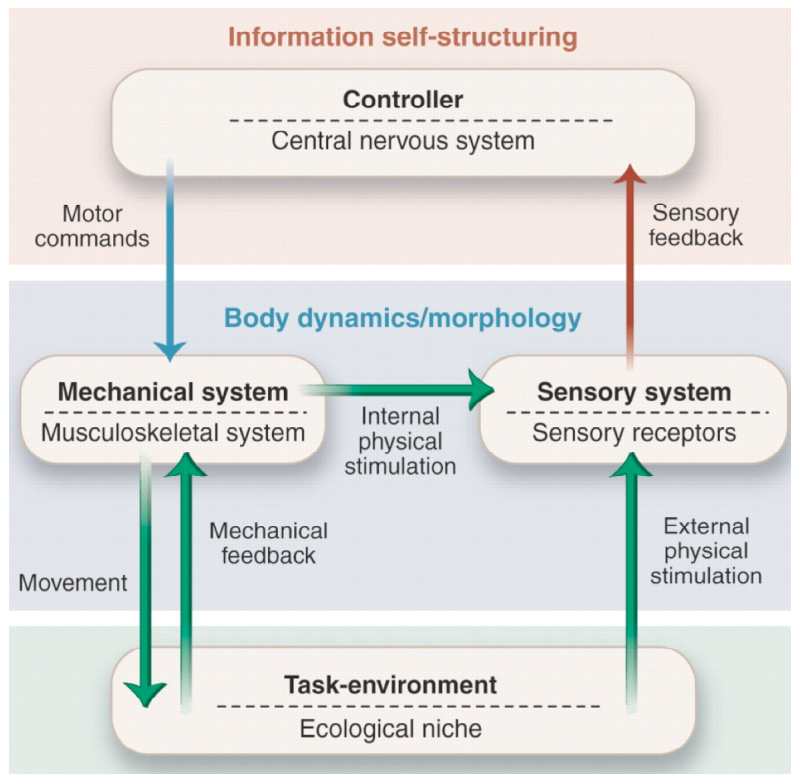 Information self-structuring
Controller
Central nervous system
Motor
commands
Sensory
feedback
Body dynamics/morphology
Mechanical system
Musculoskeletal system
Internal
physical
stimulation
Sensory system
Sensory receptors
Movement
Mechanical
feedback
External
physical
stimulation
Task-environment
Ecological niche